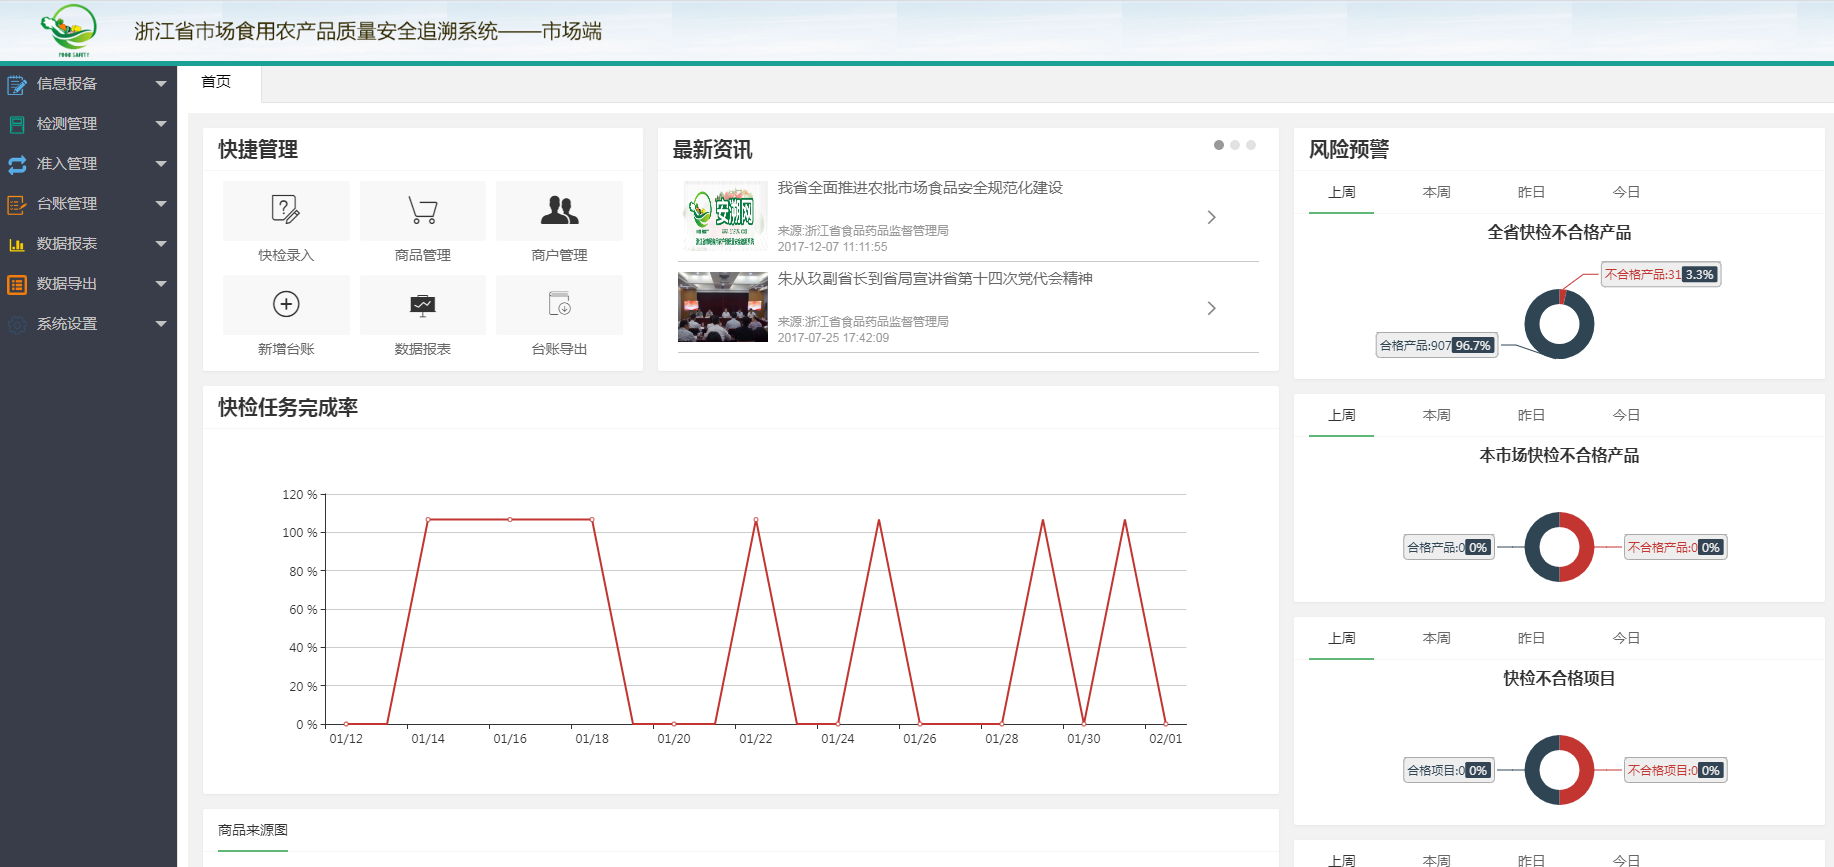 FOOD SAFETY
浙江省市场食用农产品质量安全追溯系统——市场端
信息报备
检测管理
准入管理
台账管理
数据报表
数据导出
系统设置
首页
快捷管理
快检录入
商品管理
商户管理
新增台账
数据报表
台账导出
最新资讯
安溯网
我省全面推进农批市场食品安全规范化建设
来源:浙江省食品药品监督管理局
2017-12-07 11:11:55
朱从玖副省长到省局宣讲省第十四次党代会精神
来源:浙江省食品药品监督管理局
2017-07-25 17:42:09
快检任务完成率
120 %
100 %
80 %
60 %
40 %
20 %
0 %
01/12 01/14 01/16 01/18 01/20 01/22 01/24 01/26 01/28 01/30 02/01
商品来源图
风险预警
上周 本周 昨日 今日
全省快检不合格产品
不合格产品:31 3.3%
合格产品:907 96.7%
上周 本周 昨日 今日
本市场快检不合格产品
合格产品:0 0%
不合格产品:0 0%
上周 本周 昨日 今日
快检不合格项目
合格项目:0 0%
不合格项目:0 0%
上周 本周 昨日 今日